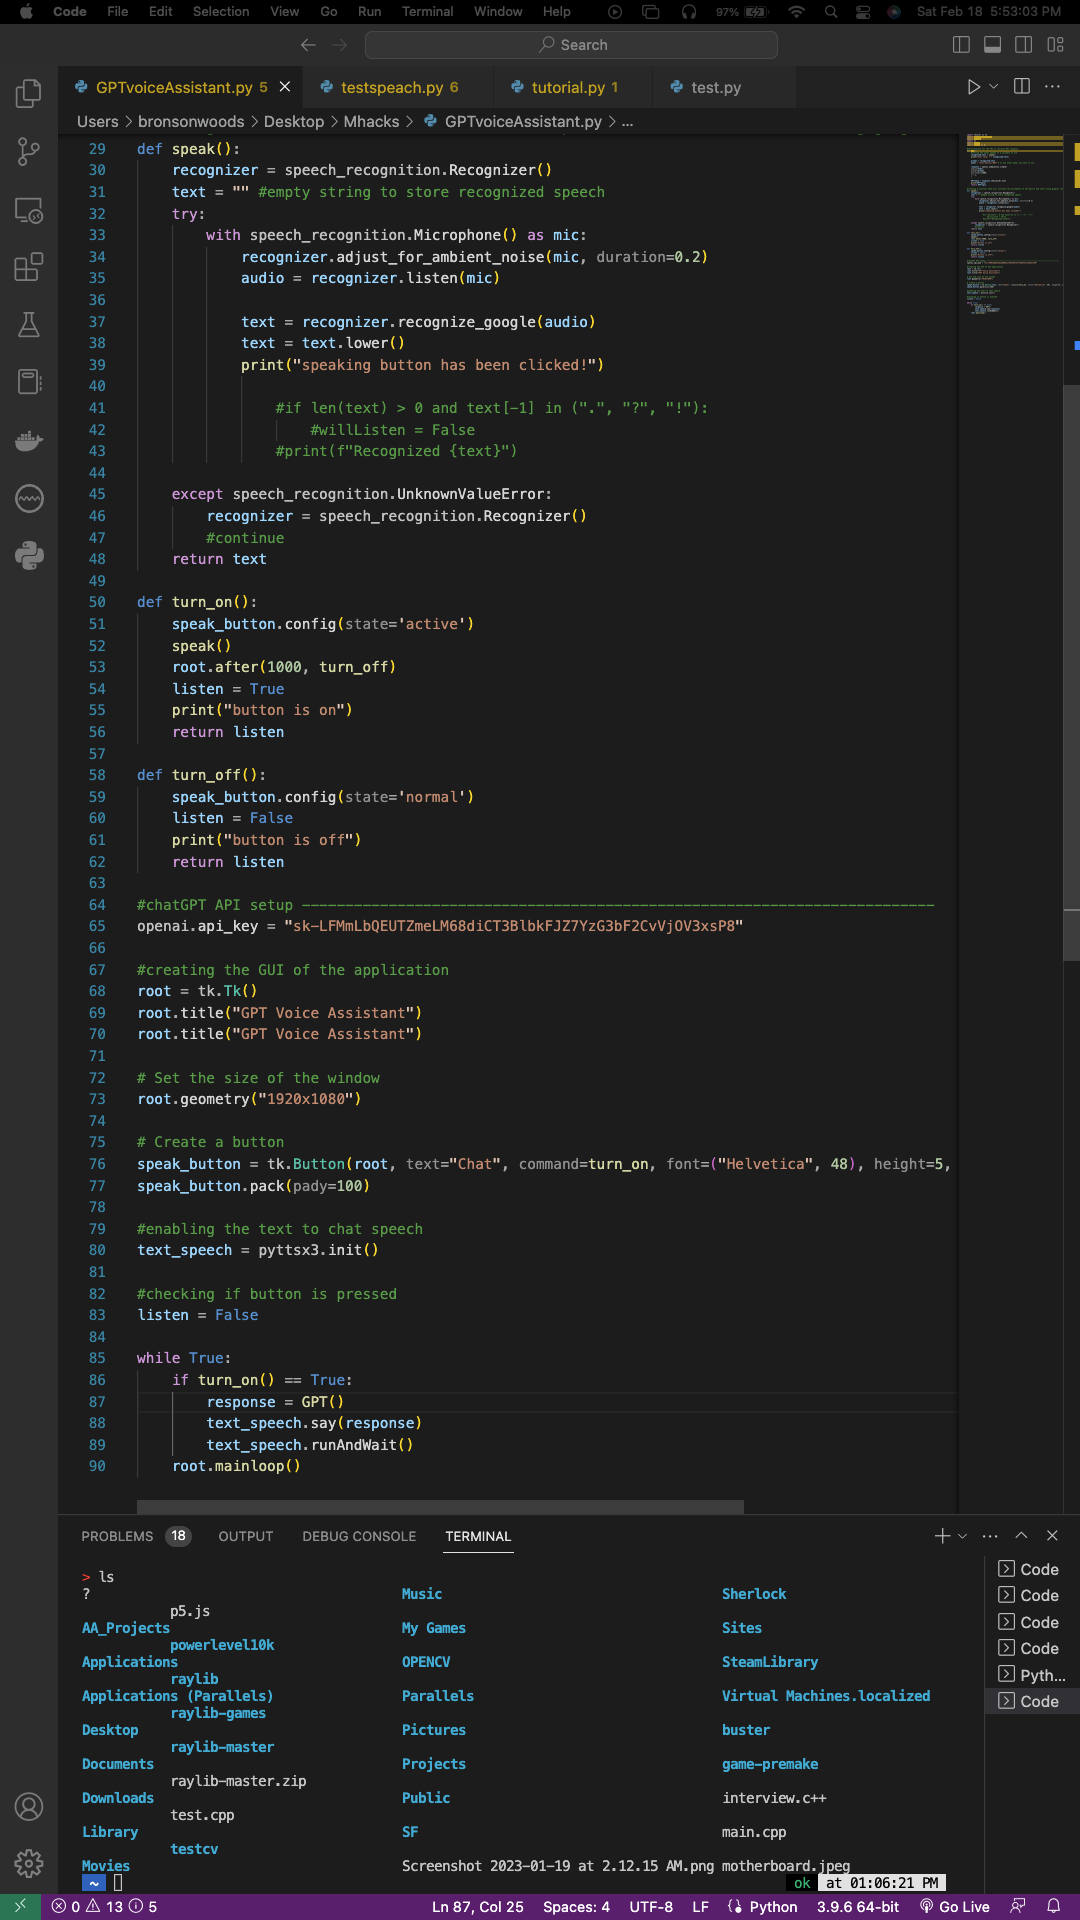 Code File Edit Selection View Go Run Terminal Window Help 97% Sat Feb 18 5:53:03 PM
Search
GPTvoiceAssistant.py 5 testspeach.py 6 tutorial.py 1 test.py
Users > bronsonwoods > Desktop > Mhacks > GPTvoiceAssistant.py > ...
29 def speak():
30 recognizer = speech_recognition.Recognizer()
31 text = "" #empty string to store recognized speech
32 try:
33 with speech_recognition.Microphone() as mic:
34 recognizer.adjust_for_ambient_noise(mic, duration=0.2)
35 audio = recognizer.listen(mic)
36
37 text = recognizer.recognize_google(audio)
38 text = text.lower()
39 print("speaking button has been clicked!")
40
41 #if len(text) > 0 and text[-1] in (".", "?", "!"):
42 #willListen = False
43 #print(f"Recognized {text}")
44
45 except speech_recognition.UnknownValueError:
46 recognizer = speech_recognition.Recognizer()
47 #continue
48 return text
49
50 def turn_on():
51 speak_button.config(state='active')
52 speak()
53 root.after(1000, turn_off)
54 listen = True
55 print("button is on")
56 return listen
57
58 def turn_off():
59 speak_button.config(state='normal')
60 listen = False
61 print("button is off")
62 return listen
63
64 #chatGPT API setup -------------------------------------------------------------------------
65 openai.api_key = "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"
66
67 #creating the GUI of the application
68 root = tk.Tk()
69 root.title("GPT Voice Assistant")
70 root.title("GPT Voice Assistant")
71
72 # Set the size of the window
73 root.geometry("1920x1080")
74
75 # Create a button
76 speak_button = tk.Button(root, text="Chat", command=turn_on, font=("Helvetica", 48), height=5,
77 speak_button.pack(pady=100)
78
79 #enabling the text to chat speech
80 text_speech = pyttsx3.init()
81
82 #checking if button is pressed
83 listen = False
84
85 while True:
86 if turn_on() == True:
87 response = GPT()
88 text_speech.say(response)
89 text_speech.runAndWait()
90 root.mainloop()
PROBLEMS 18 OUTPUT DEBUG CONSOLE TERMINAL
> ls
? Music Sherlock
p5.js
AA_Projects My Games Sites
powerlevel10k
Applications OPENCV SteamLibrary
raylib
Applications (Parallels) Parallels Virtual Machines.localized
raylib-games
Desktop Pictures buster
raylib-master
Documents Projects game-premake
raylib-master.zip
Downloads Public interview.c++
test.cpp
Library SF main.cpp
testcv
Movies Screenshot 2023-01-19 at 2.12.15 AM.png motherboard.jpeg
~ ok at 01:06:21 PM
Code
Code
Code
Code
Pyth...
Code
0 13 5 Ln 87, Col 25 Spaces: 4 UTF-8 LF Python 3.9.6 64-bit Go Live